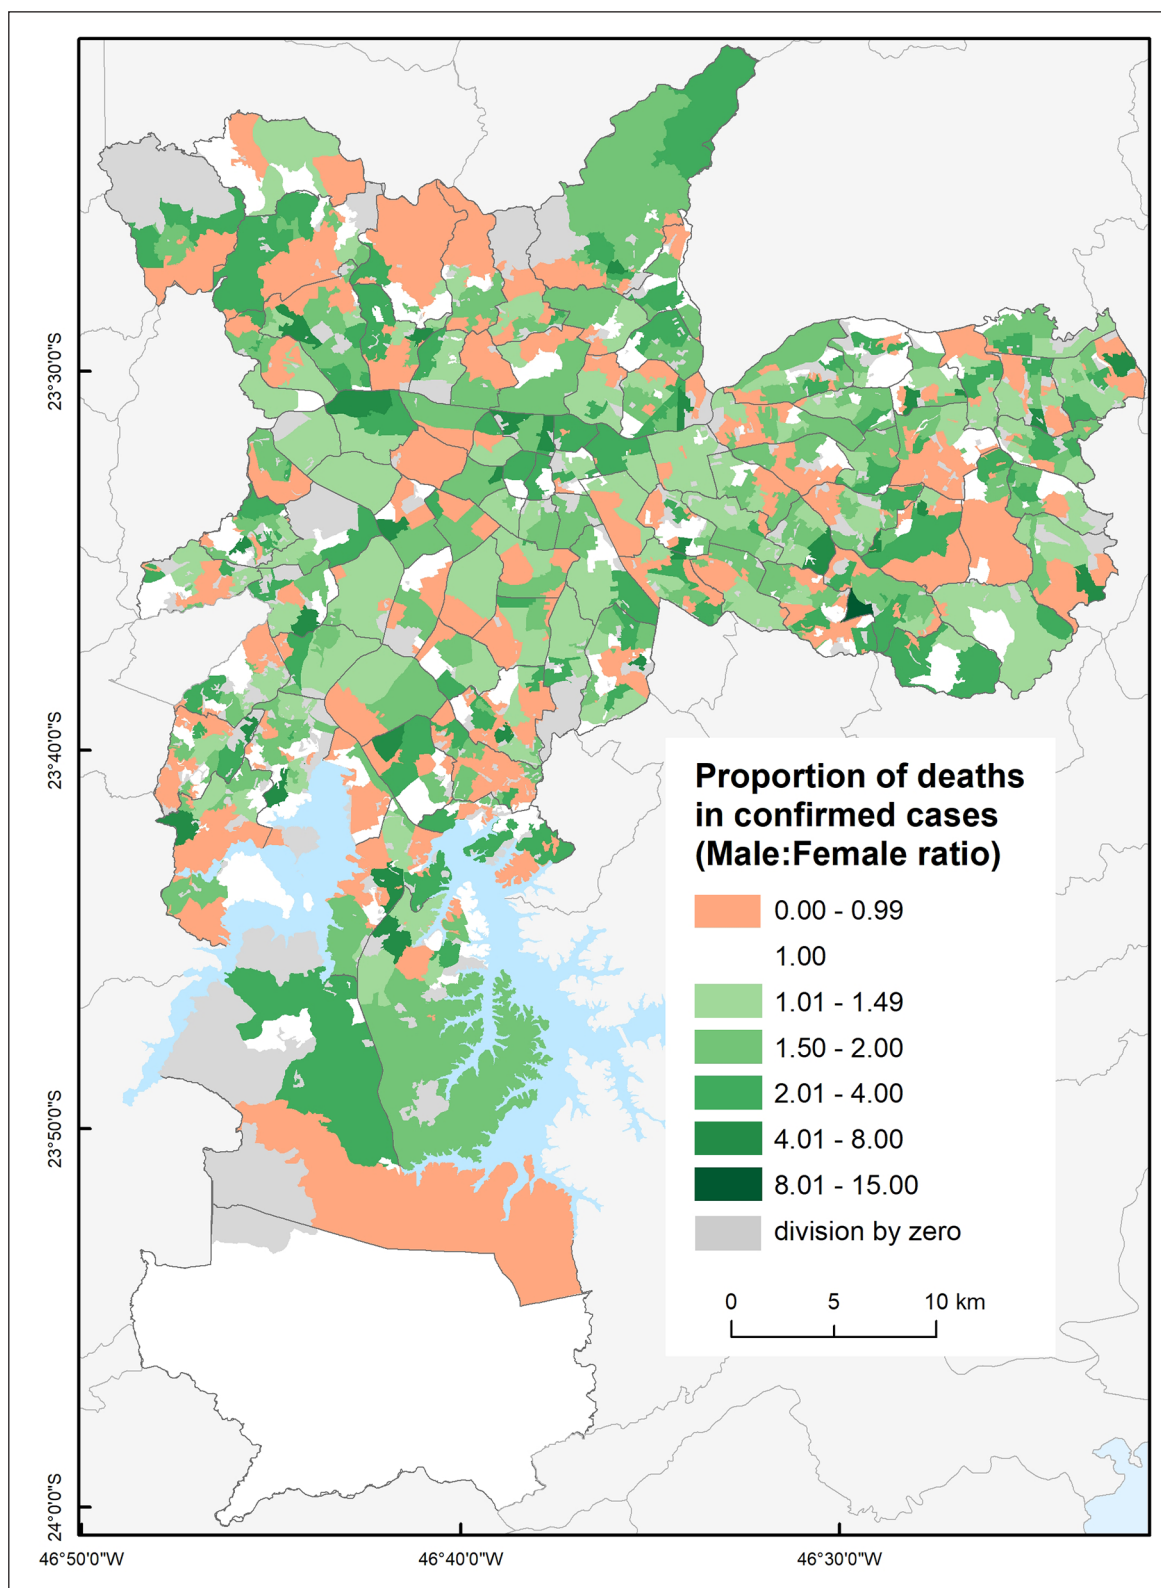 23°30'0"S
23°40'0"S
23°50'0"S
24°0'0"S
46°50'0"W
46°40'0"W
46°30'0"W
Proportion of deaths
in confirmed cases
(Male:Female ratio)
0.00 - 0.99
1.00
1.01 - 1.49
1.50 - 2.00
2.01 - 4.00
4.01 - 8.00
8.01 - 15.00
division by zero
0 5 10 km